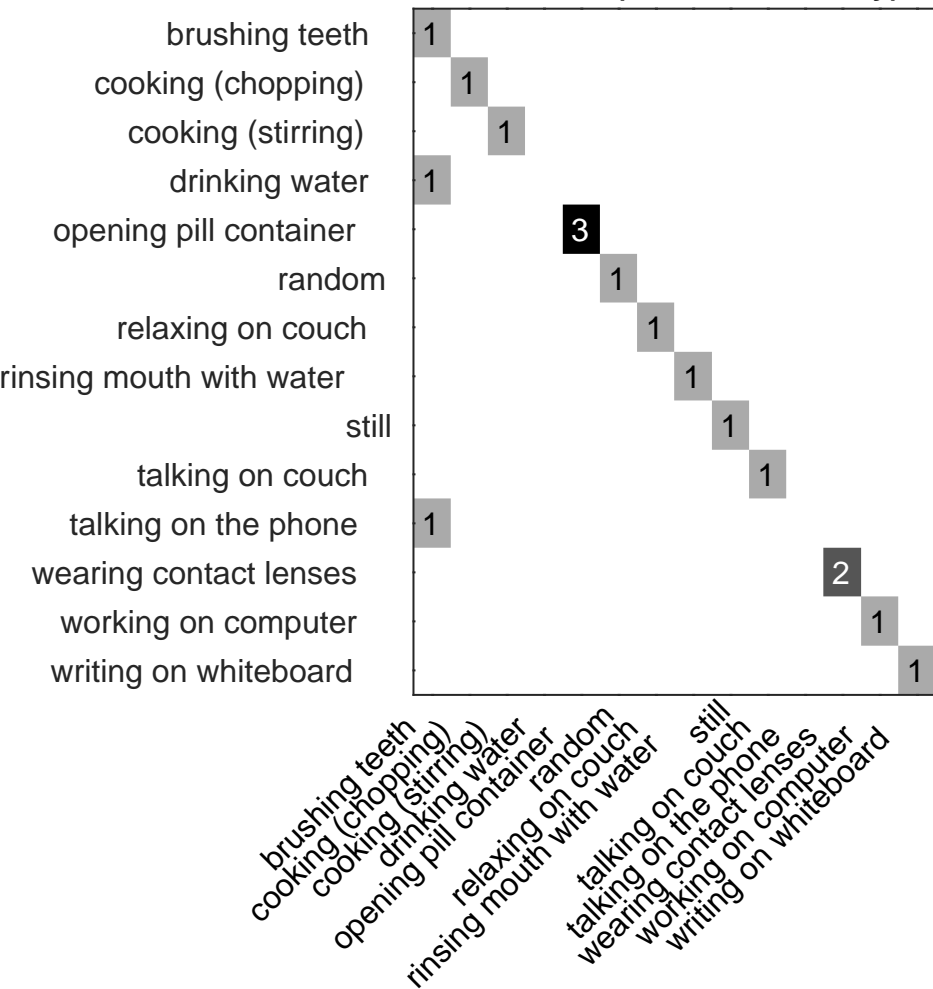 brushing teeth 1
cooking (chopping) 1
cooking (stirring) 1
drinking water 1
opening pill container 3
random 1
relaxing on couch 1
rinsing mouth with water 1
still 1
talking on couch 1
talking on the phone 1
wearing contact lenses 2
working on computer 1
writing on whiteboard 1
brushing teeth
cooking (chopping)
cooking (stirring)
drinking water
opening pill container
random
relaxing on couch
rinsing mouth with water
still
talking on couch
talking on the phone
wearing contact lenses
working on computer
writing on whiteboard